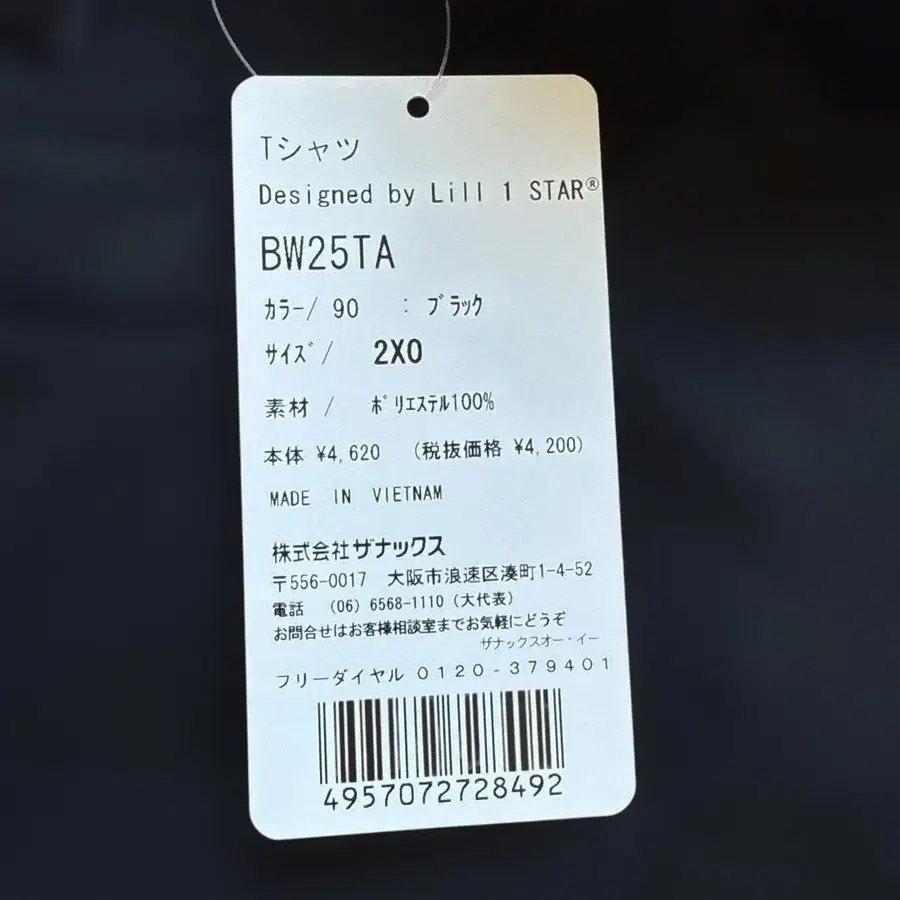 Tシャツ
Designed by Lill 1 STAR®
BW25TA
ｶﾗｰ/ 90 : ﾌﾞﾗｯｸ
ｻｲｽﾞ/ 2XO
素材 / ﾎﾟﾘｴｽﾃﾙ100%
本体 ¥4,620 (税抜価格 ¥4,200)
MADE IN VIETNAM
株式会社ザナックス
〒556-0017 大阪市浪速区湊町1-4-52
電話 (06) 6568-1110 (大代表)
お問合せはお客様相談室までお気軽にどうぞ
ザナックスオー・イー
フリーダイヤル 0120-379401
4957072728492